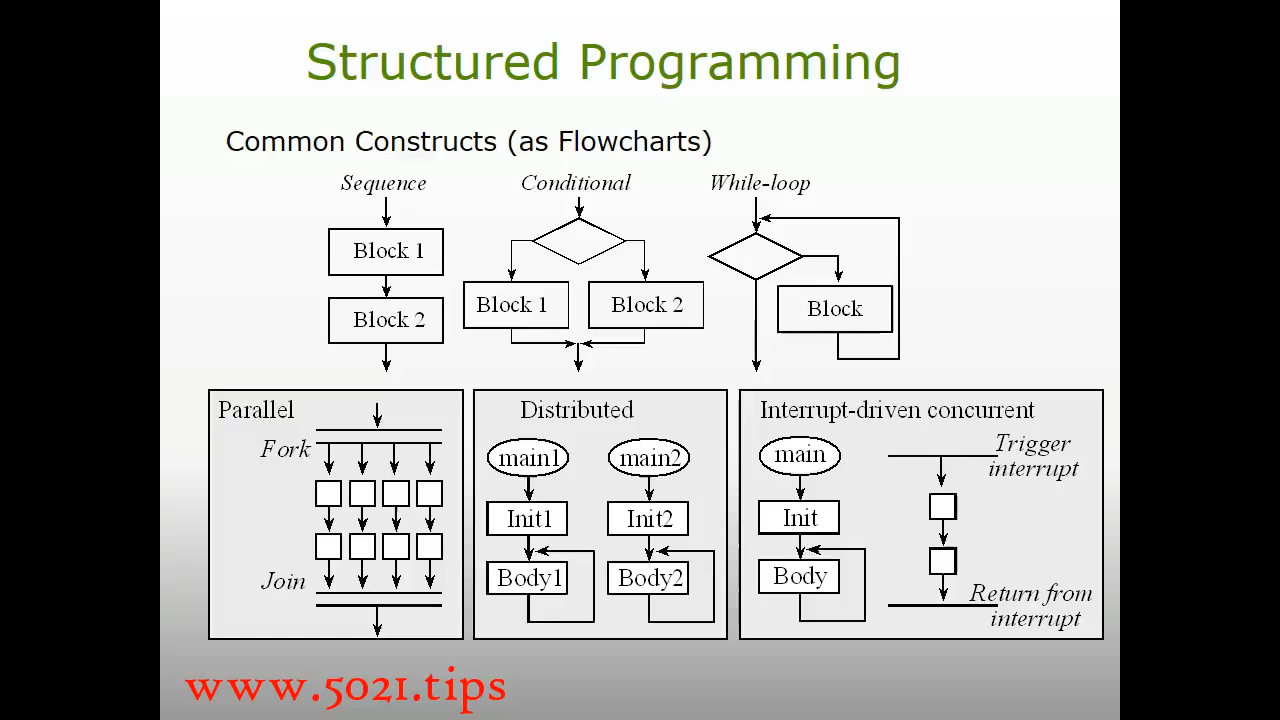 Structured Programming
Common Constructs (as Flowcharts)
Sequence
Block 1
Block 2
Conditional
Block 1
Block 2
While-loop
Block
Parallel
Fork
Join
Distributed
main1
Init1
Body1
main2
Init2
Body2
Interrupt-driven concurrent
main
Init
Body
Trigger
interrupt
Return from
interrupt
www.5021.tips